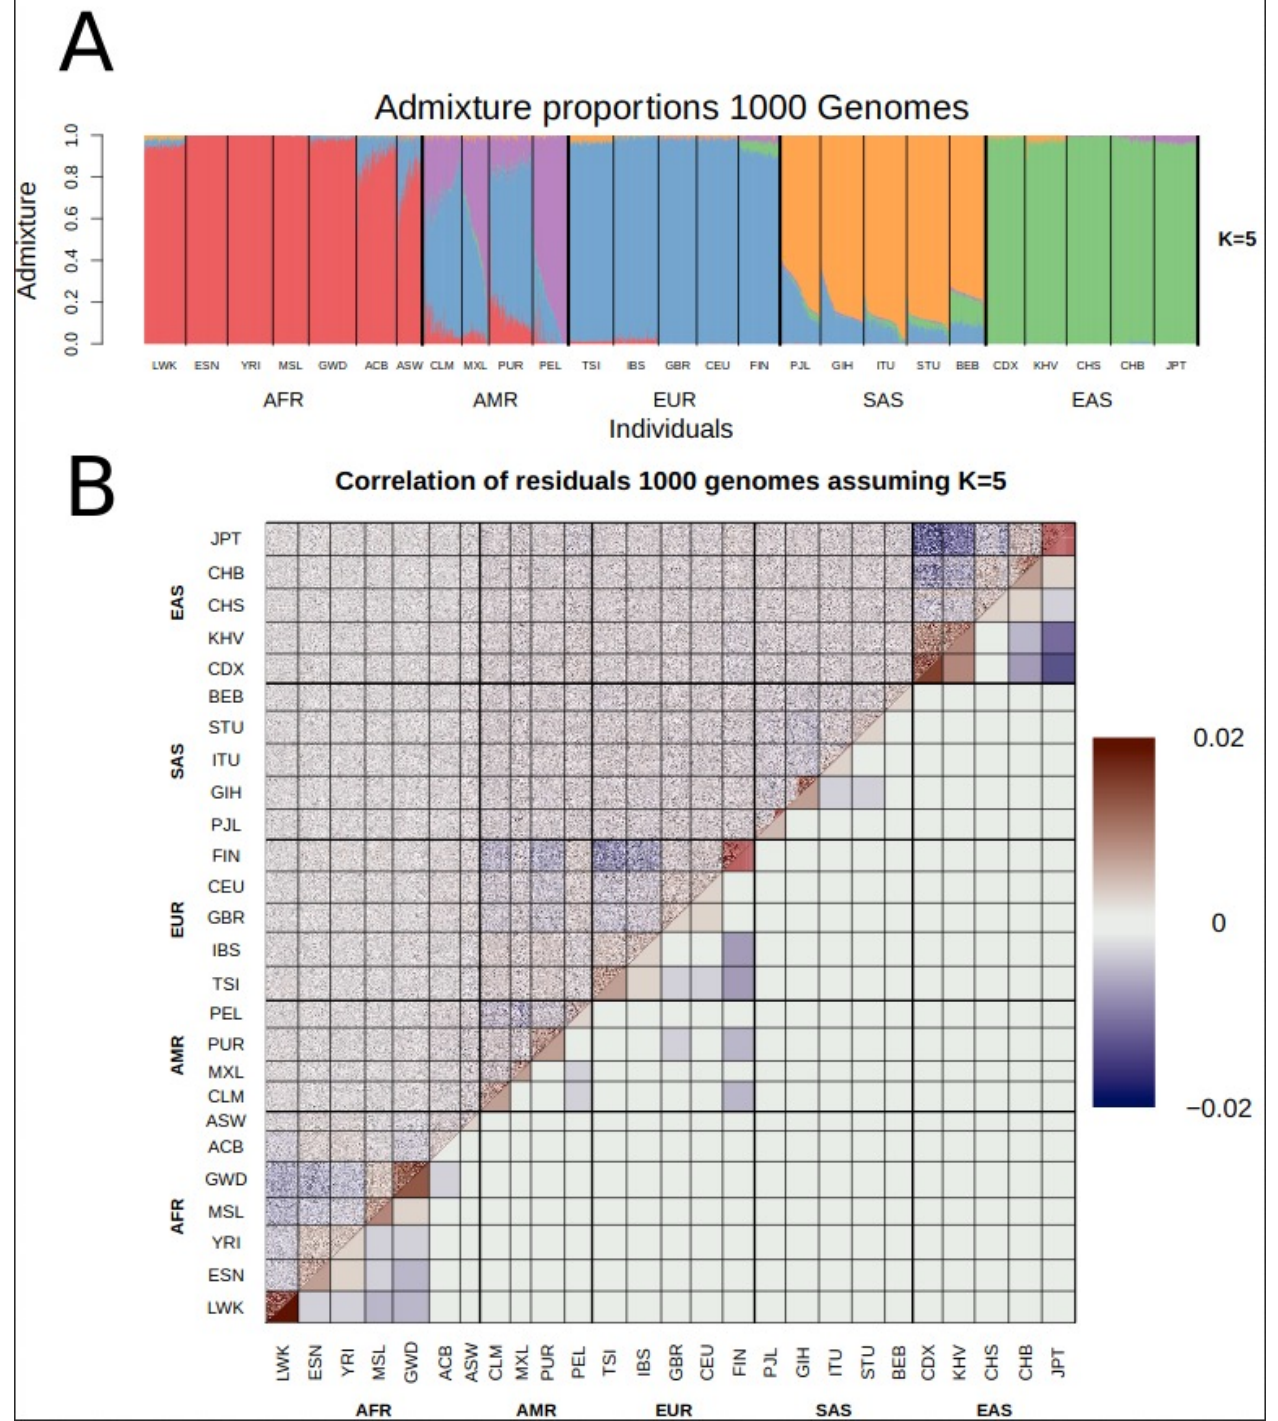 A
Admixture proportions 1000 Genomes
Admixture
0.0 0.2 0.4 0.6 0.8 1.0
K=5
LWK ESN YRI MSL GWD ACB ASW CLM MXL PUR PEL TSI IBS GBR CEU FIN PJL GIH ITU STU BEB CDX KHV CHS CHB JPT
AFR AMR EUR SAS EAS
Individuals
B
Correlation of residuals 1000 genomes assuming K=5
JPT
CHB
EAS
CHS
KHV
CDX
BEB
STU
SAS
ITU
GIH
PJL
FIN
CEU
EUR
GBR
IBS
TSI
PEL
AMR
PUR
MXL
CLM
ASW
ACB
GWD
AFR
MSL
YRI
ESN
LWK
0.02
0
−0.02
LWK ESN YRI MSL GWD ACB ASW CLM MXL PUR PEL TSI IBS GBR CEU FIN PJL GIH ITU STU BEB CDX KHV CHS CHB JPT
AFR AMR EUR SAS EAS